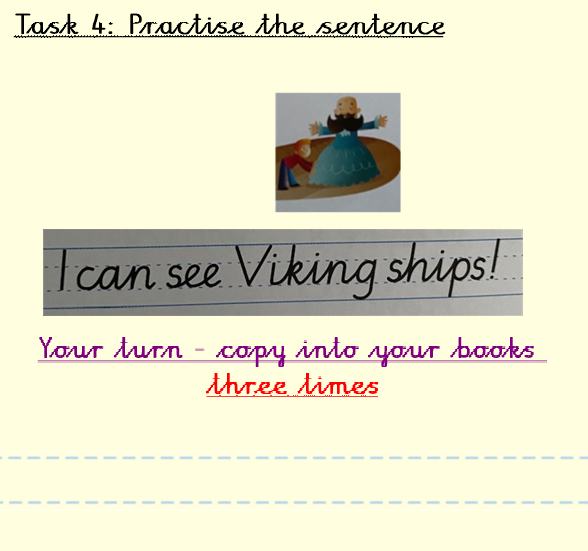 Task 4: Practise the sentence
I can see Viking ships!
Your turn - copy into your books
three times